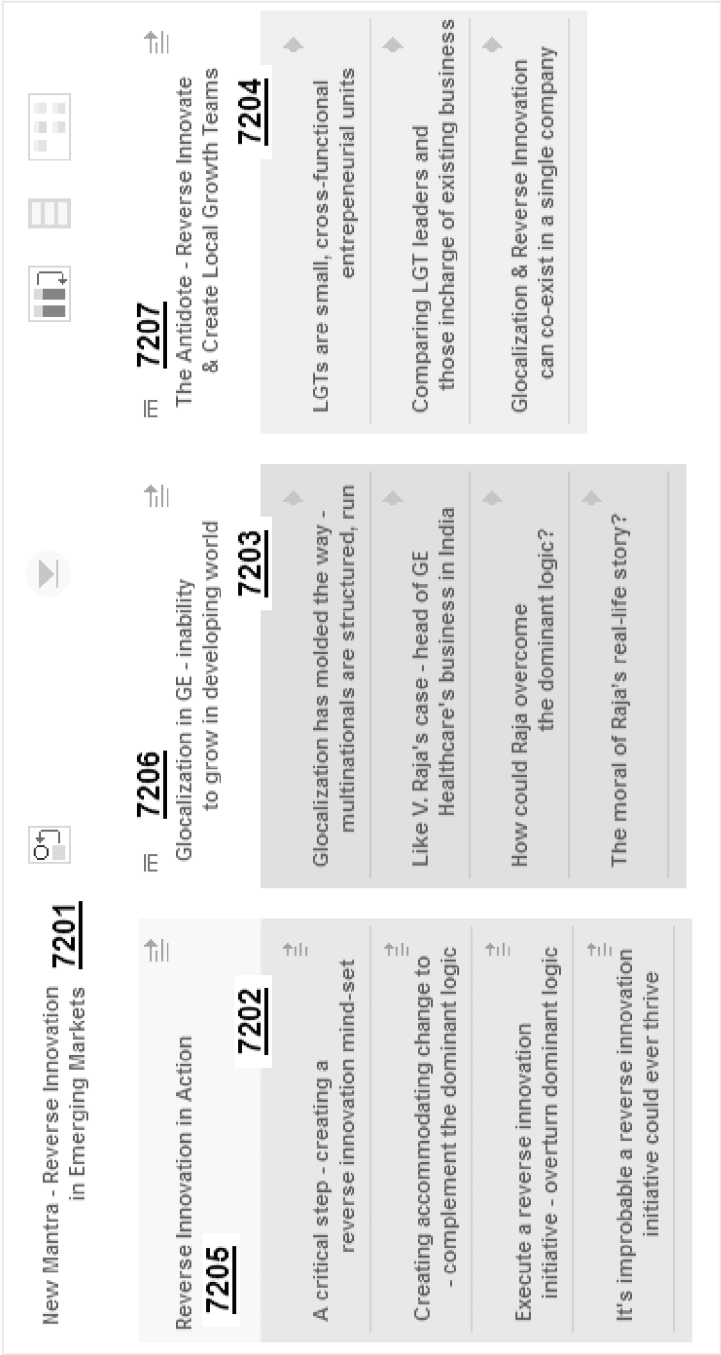 New Mantra - Reverse Innovation
in Emerging Markets
7201
Reverse Innovation in Action
7205
7202
A critical step - creating a
reverse innovation mind-set
Creating accommodating change to
- complement the dominant logic
Execute a reverse innovation
initiative - overturn dominant logic
It's improbable a reverse innovation
initiative could ever thrive
7206
Glocalization in GE - inability
to grow in developing world
7203
Glocalization has molded the way -
multinationals are structured, run
Like V. Raja's case - head of GE
Healthcare's business in India
How could Raja overcome
the dominant logic?
The moral of Raja's real-life story?
7207
The Antidote - Reverse Innovate
& Create Local Growth Teams
7204
LGTs are small, cross-functional
entrepeneurial units
Comparing LGT leaders and
those incharge of existing business
Glocalization & Reverse Innovation
can co-exist in a single company